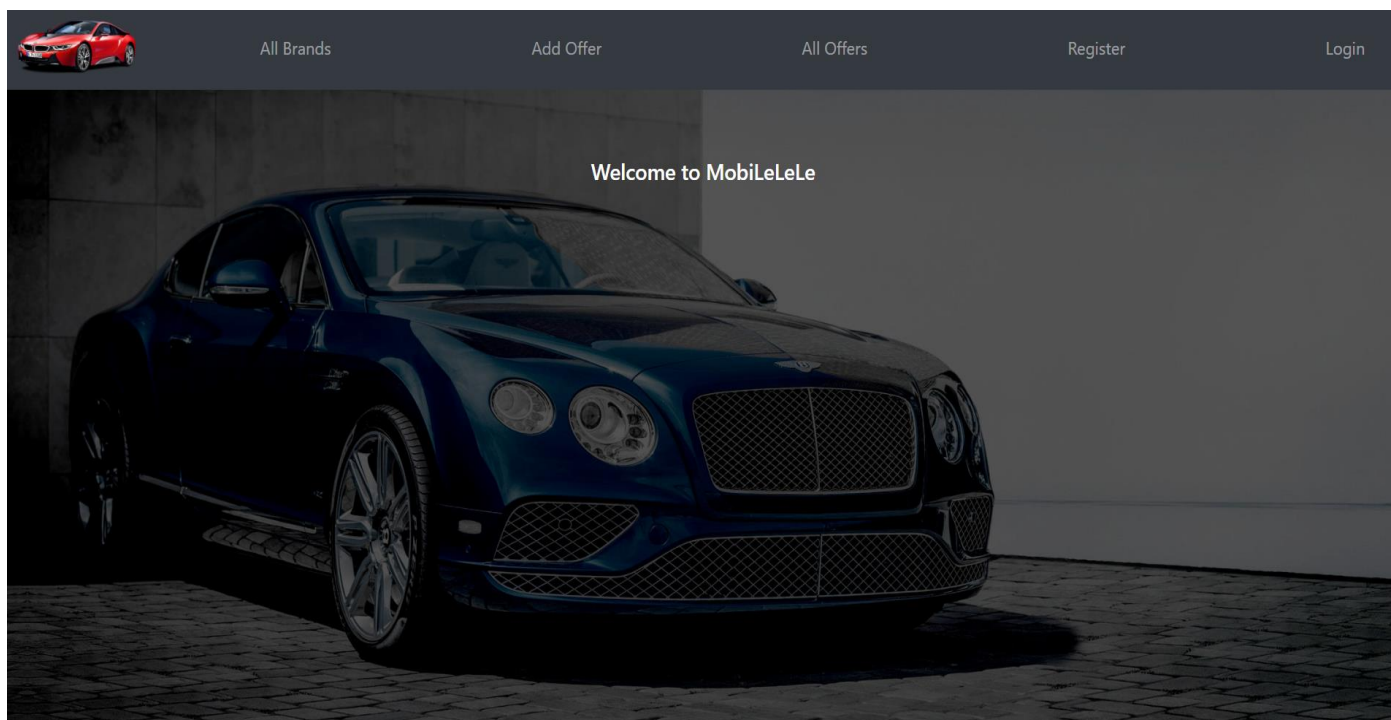 All Brands
Add Offer
All Offers
Register
Login
Welcome to MobiLeLeLe